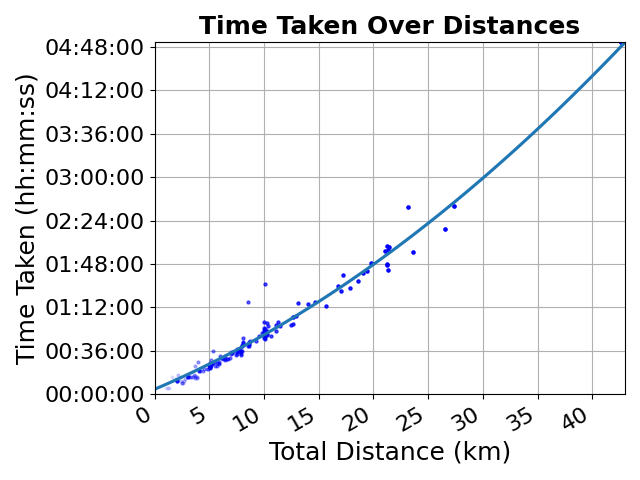 Time Taken Over Distances
Time Taken (hh:mm:ss)
04:48:00
04:12:00
03:36:00
03:00:00
02:24:00
01:48:00
01:12:00
00:36:00
00:00:00
0 5 10 15 20 25 30 35 40
Total Distance (km)